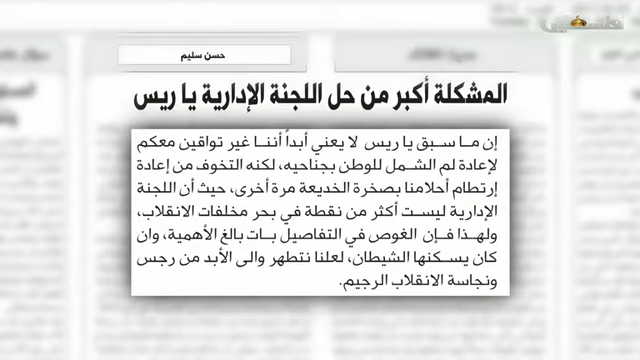 حسن سليم
المشكلة أكبر من حل اللجنة الإدارية يا ريس
إن ما سبق يا ريس لا يعني أبداً أننا غير تواقين معكم
لإعادة لم الشمل للوطن بجناحيه، لكنه التخوف من إعادة
إرتطام أحلامنا بصخرة الخديعة مرة أخرى، حيث أن اللجنة
الإدارية ليست أكثر من نقطة في بحر مخلفات الانقلاب،
ولهذا فإن الغوص في التفاصيل بات بالغ الأهمية، وان
كان يسكنها الشيطان، لعلنا نتطهر والى الأبد من رجس
ونجاسة الانقلاب الرجيم.